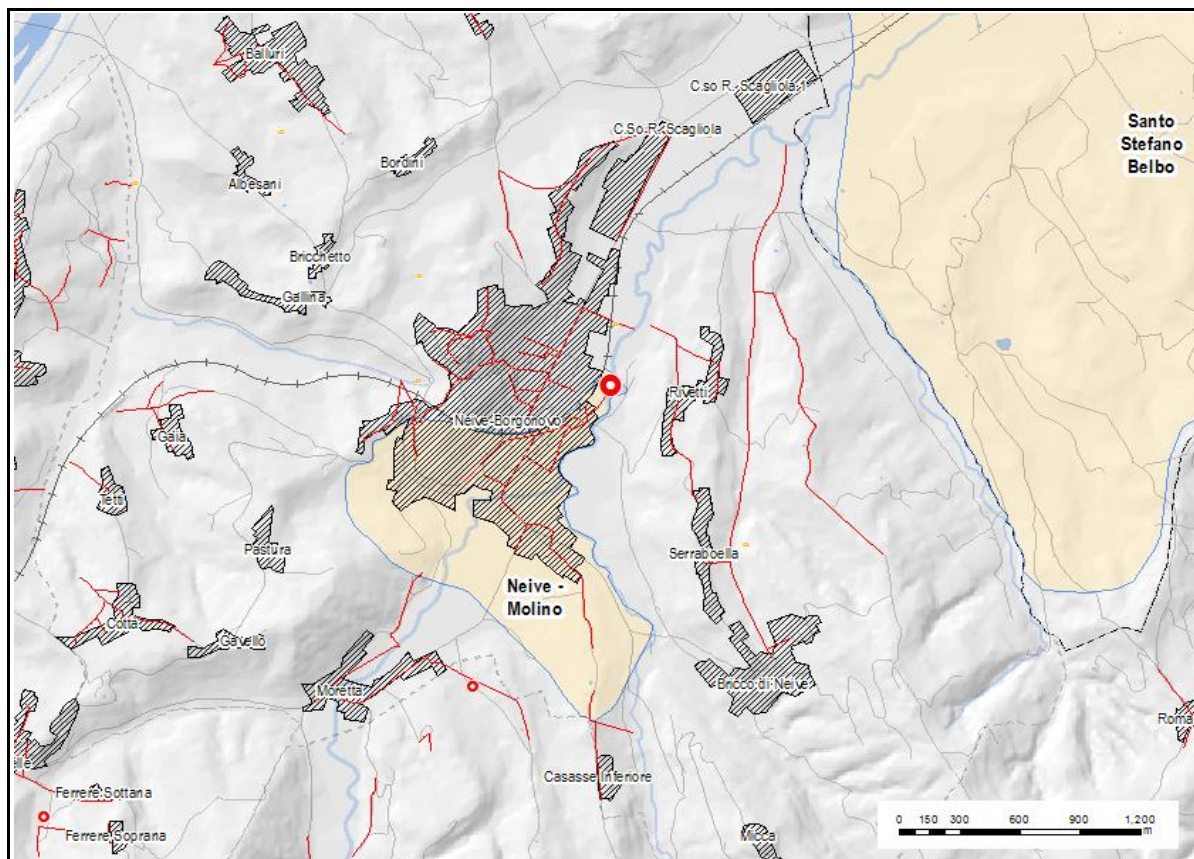 Balluri
C.so R. Scagliola 1
C.So R. Scagliola
Santo
Stefano
Belbo
Bordini
Albesani
Bricchetto
Gallina
Rivetti
Neive-Borgonovo
Gaia
Tetti
Pastura
Serraboella
Neive -
Molino
Cotta
Gavello
Moretta
Bricco di Neive
Roma
elle
Casasse Inferiore
Ferrere Sottana
Ferrere Soprana
Micca
0 150 300 600 900 1,200
m